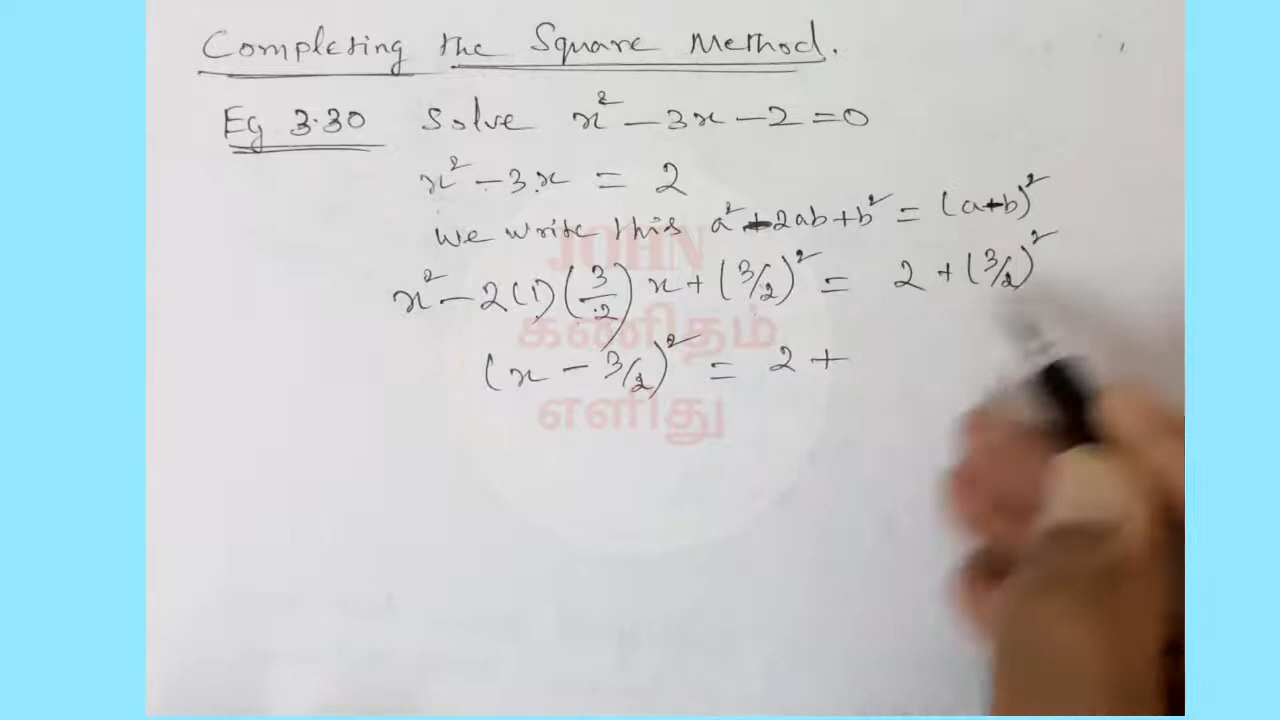 Completing the Square Method.
Eg 3.30 Solve x² - 3x - 2 = 0
x² - 3x = 2
we write this a² - 2ab + b² = (a-b)²
x² - 2(1)(3/2)x + (3/2)² = 2 + (3/2)²
(x - 3/2)² = 2 +
JOHN
கணிதம்
எளிது